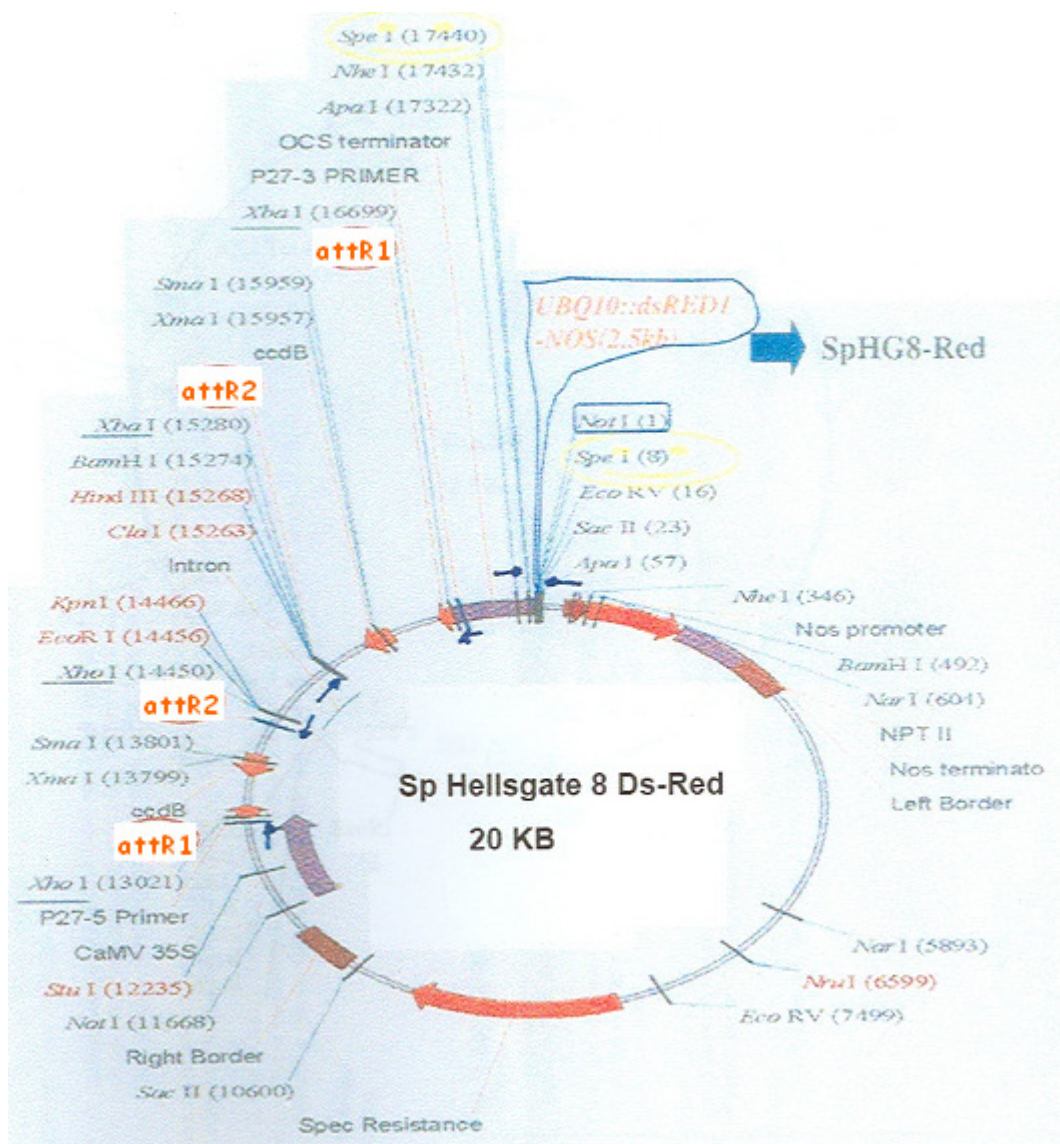 Spe I (17440)
Nhe I (17432)
Apa I (17322)
OCS terminator
P27-3 PRIMER
Xba I (16699)
attR1
Sma I (15959)
Xma I (15957)
ccdB
attR2
Xba I (15280)
BamH I (15274)
Hind III (15268)
Cla I (15263)
Intron
Kpn I (14466)
EcoR I (14456)
Xho I (14450)
attR2
Sma I (13801)
Xma I (13799)
ccdB
attR1
Xho I (13021)
P27-5 Primer
CaMV 35S
Stu I (12235)
Not I (11668)
Right Border
Sac II (10600)
Spec Resistance
UBQ10::dsRED1
-NOS(2.5kb)
SpHG8-Red
Not I (1)
Spe I (8)
Eco RV (16)
Sac II (23)
Apa I (57)
Nhe I (346)
Nos promoter
BamH I (492)
Nar I (604)
NPT II
Nos terminato
Left Border
Nar I (5893)
Nru I (6599)
Eco RV (7499)
Sp Hellsgate 8 Ds-Red
20 KB